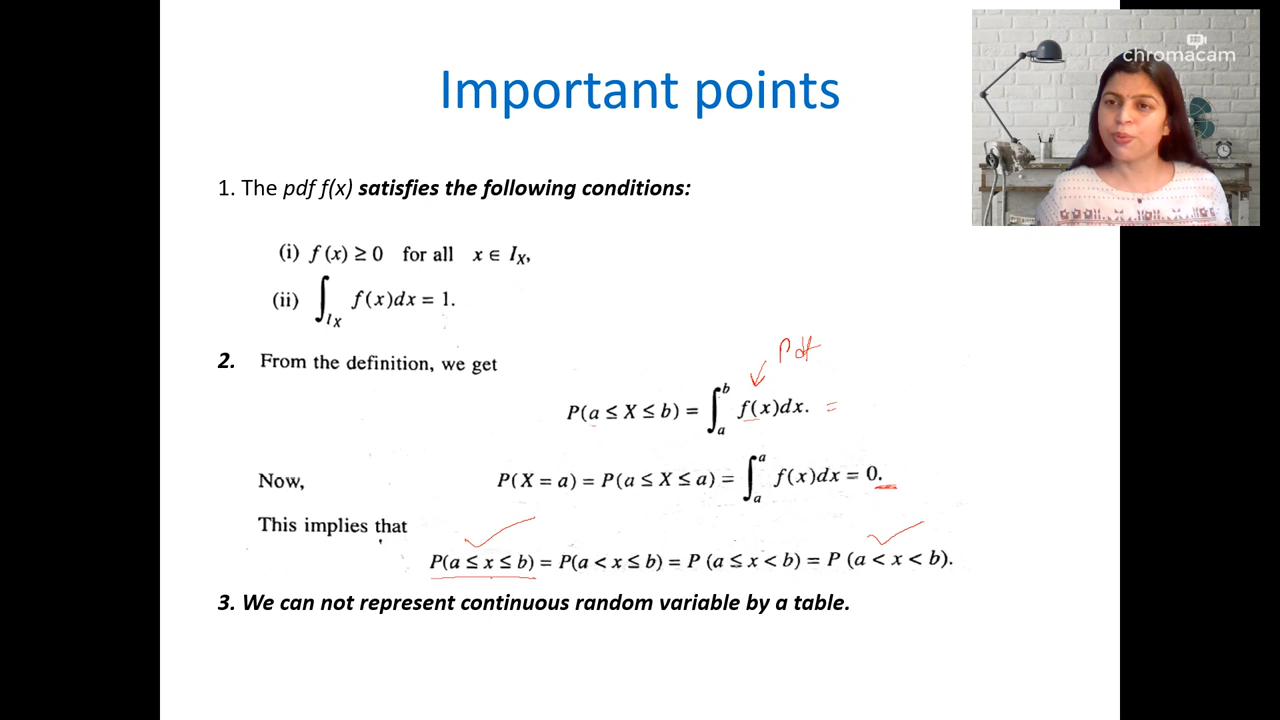 chromacam
Important points
1. The pdf f(x) satisfies the following conditions:
(i) f(x) ≥ 0 for all x ∈ I_X,
(ii) ∫_{I_X} f(x)dx = 1.
Pdf
2. From the definition, we get
P(a ≤ X ≤ b) = ∫_a^b f(x)dx. =
Now, P(X = a) = P(a ≤ X ≤ a) = ∫_a^a f(x)dx = 0.
This implies that
P(a ≤ x ≤ b) = P(a < x ≤ b) = P (a ≤ x < b) = P (a < x < b).
3. We can not represent continuous random variable by a table.